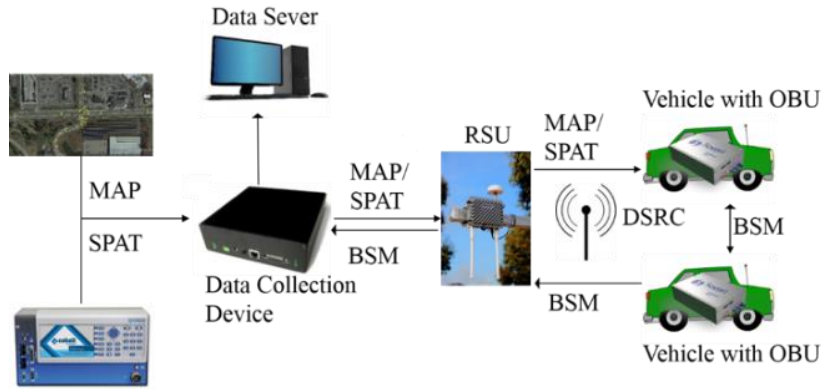 Data Sever
Vehicle with OBU
RSU
MAP/
SPAT
MAP
MAP/
SPAT
SPAT
DSRC
BSM
BSM
Data Collection
Device
BSM
Vehicle with OBU